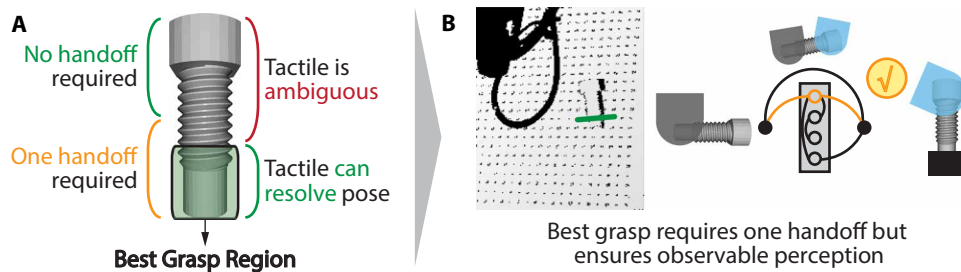 A
No handoff
required
Tactile is
ambiguous
One handoff
required
Tactile can
resolve pose
Best Grasp Region
B
√
Best grasp requires one handoff but
ensures observable perception